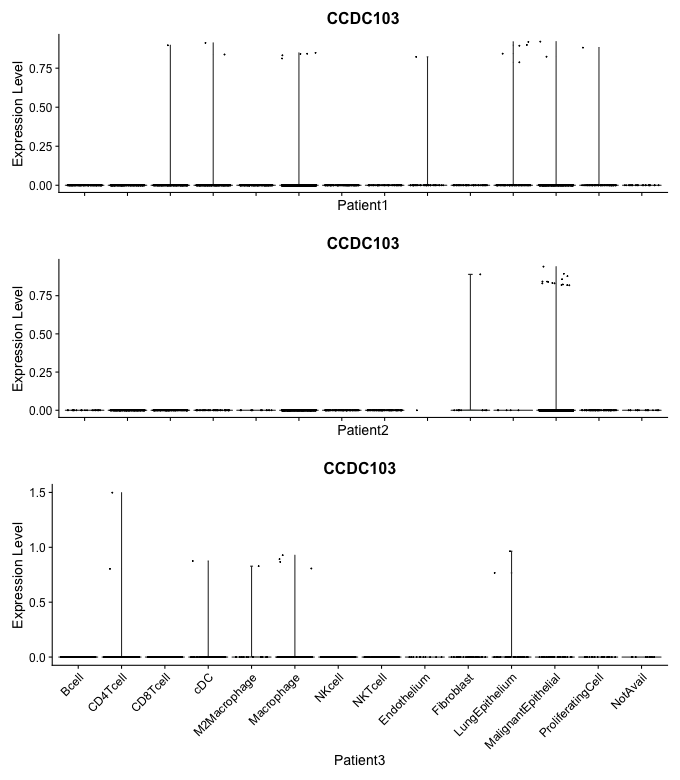 CCDC103
Expression Level
0.75
0.50
0.25
0.00
Patient1
CCDC103
Expression Level
0.75
0.50
0.25
0.00
Patient2
CCDC103
Expression Level
1.5
1.0
0.5
0.0
Bcell
CD4Tcell
CD8Tcell
cDC
M2Macrophage
Macrophage
NKcell
NKTcell
Endothelium
Fibroblast
LungEpithelium
MalignantEpithelial
ProliferatingCell
NotAvail
Patient3